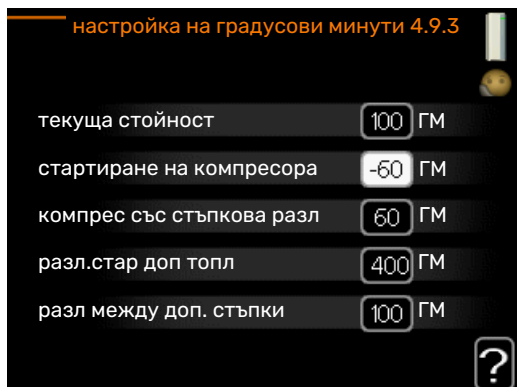 настройка на градусови минути 4.9.3
текуща стойност 100 ГМ
стартиране на компресора -60 ГМ
компрес със стъпкова разл 60 ГМ
разл.стар доп топл 400 ГМ
разл между доп. стъпки 100 ГМ
?